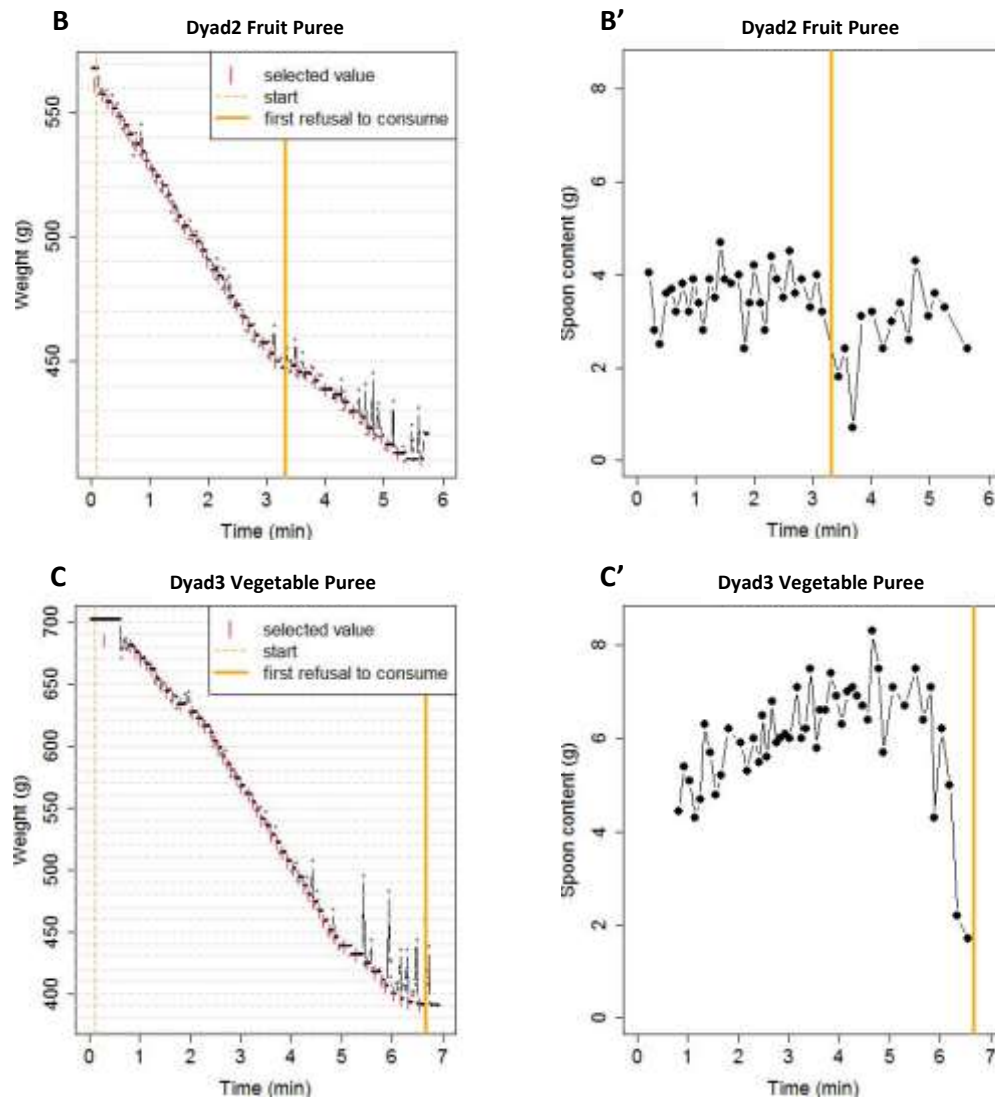 B
Dyad2 Fruit Puree
selected value
start
first refusal to consume
Weight (g)
550
500
450
0 1 2 3 4 5 6
Time (min)
B’
Dyad2 Fruit Puree
Spoon content (g)
8
6
4
2
0
0 1 2 3 4 5 6
Time (min)
C
Dyad3 Vegetable Puree
selected value
start
first refusal to consume
Weight (g)
700
650
600
550
500
450
400
0 1 2 3 4 5 6 7
Time (min)
C’
Dyad3 Vegetable Puree
Spoon content (g)
8
6
4
2
0
0 1 2 3 4 5 6 7
Time (min)